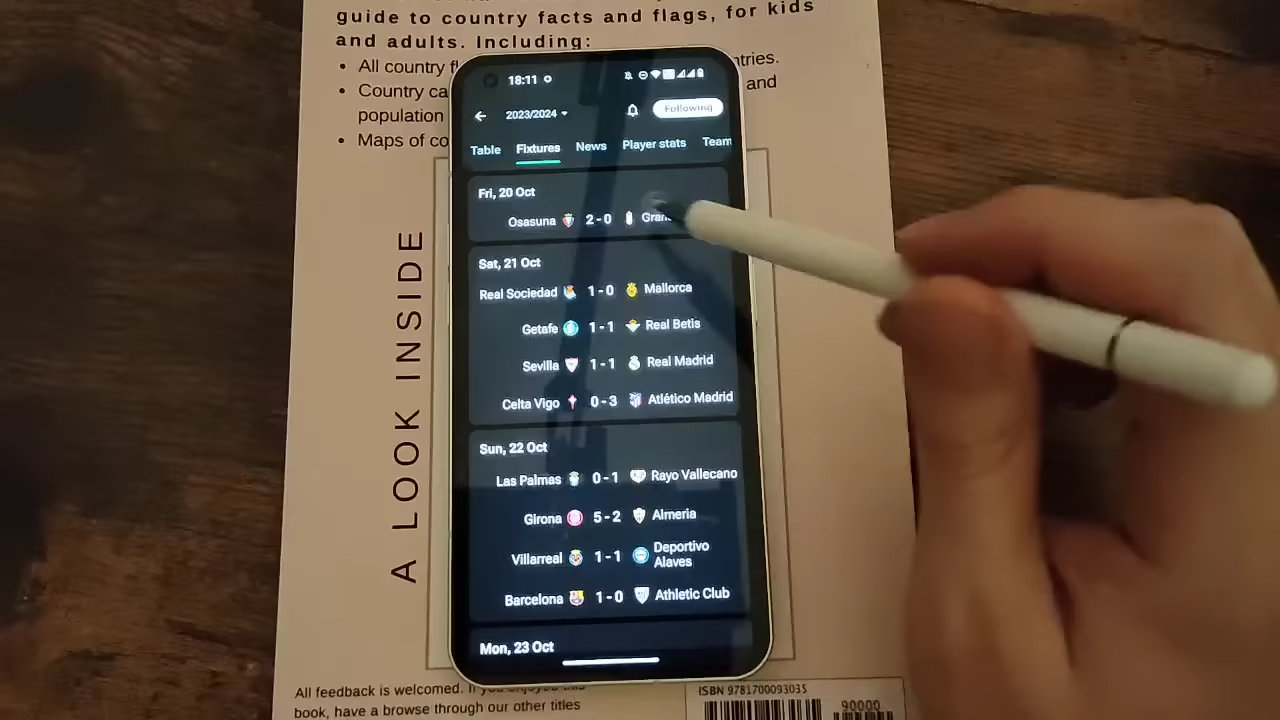 guide to country facts and flags, for kids
and adults. Including:
• All country
• Country
population
• Maps of
and
A LOOK INSIDE
18:11
2023/2024
Following
Table Fixtures News Player stats Team
Fri, 20 Oct
Osasuna 2-0
Sat, 21 Oct
Real Sociedad 1-0 Mallorca
Getafe 1-1 Real Betis
Sevilla 1-1 Real Madrid
Celta Vigo 0-3 Atlético Madrid
Sun, 22 Oct
Las Palmas 0-1 Rayo Vallecano
Girona 5-2 Almeria
Villarreal 1-1 Deportivo
Alaves
Barcelona 1-0 Athletic Club
Mon, 23 Oct
All feedback is welcomed. If you enjoyed this
book, have a browse through our other titles
ISBN 9781700093035
90000